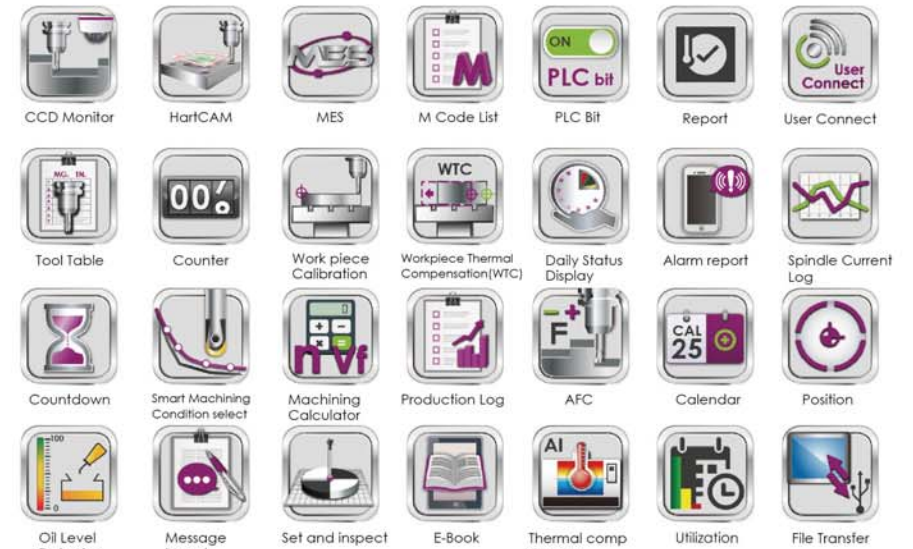 MES
M
ON
PLC bit
User
Connect
CCD Monitor
HartCAM
MES
M Code List
PLC Bit
Report
User Connect
MG. IN.
00
WTC
Tool Table
Counter
Work piece
Calibration
Workpiece Thermal
Compensation(WTC)
Daily Status
Display
Alarm report
Spindle Current
Log
0
n vf
F
CAL
25
Countdown
Smart Machining
Condition select
Machining
Calculator
Production Log
AFC
Calendar
Position
100
0
AI
Oil Level
Message
Set and inspect
E-Book
Thermal comp
Utilization
File Transfer